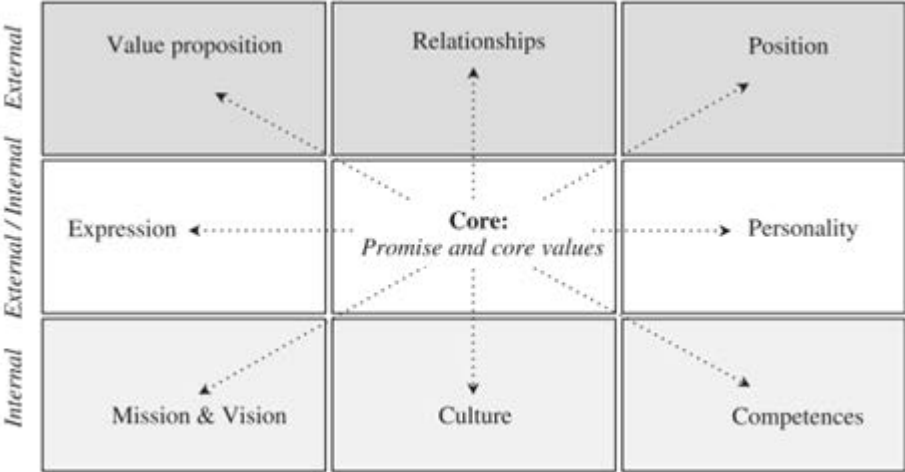 External
Value proposition
Relationships
Position
External / Internal
Expression
Core:
Promise and core values
Personality
Internal
Mission & Vision
Culture
Competences